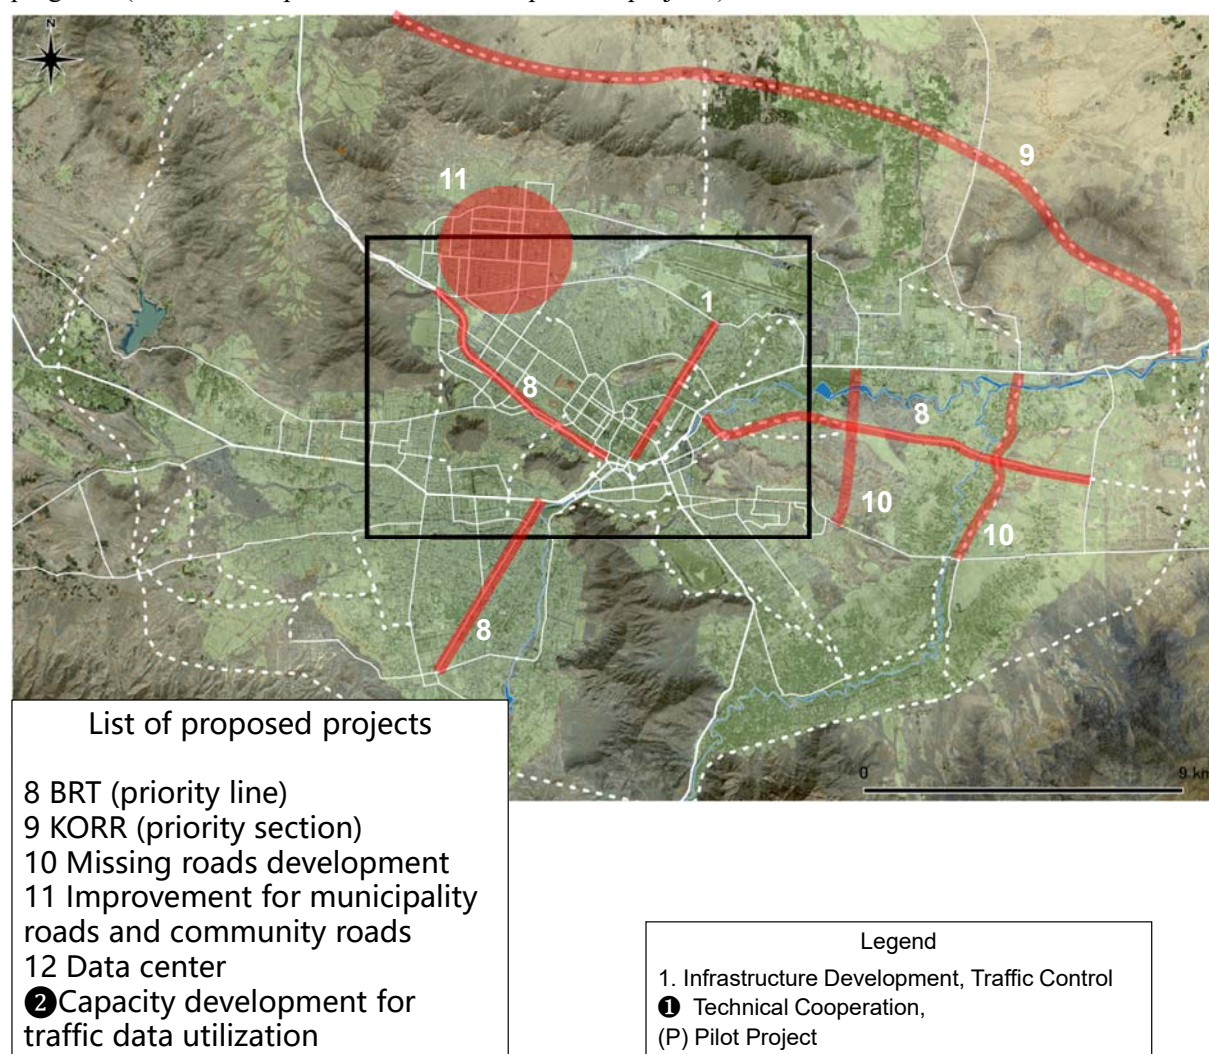 N
11
9
1
8
8
10
10
8
0
9 km
List of proposed projects
8 BRT (priority line)
9 KORR (priority section)
10 Missing roads development
11 Improvement for municipality
roads and community roads
12 Data center
❷Capacity development for
traffic data utilization
Legend
1. Infrastructure Development, Traffic Control
❶ Technical Cooperation,
(P) Pilot Project